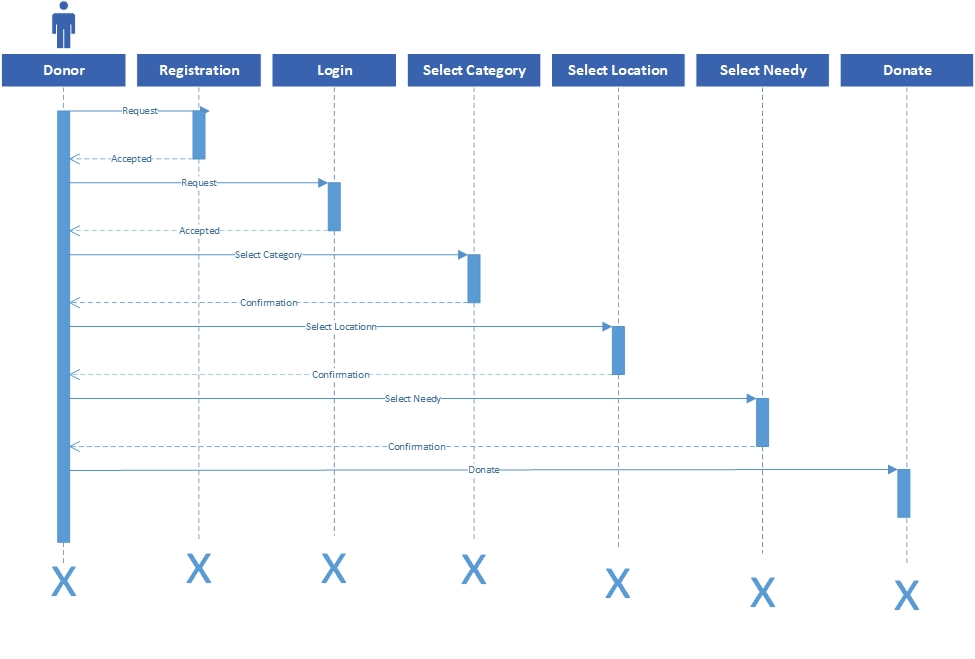 Donor
Registration
Login
Select Category
Select Location
Select Needy
Donate
Request
Accepted
Request
Accepted
Select Category
Confirmation
Select Locationn
Confirmation
Select Needy
Confirmation
Donate
X
X
X
X
X
X
X